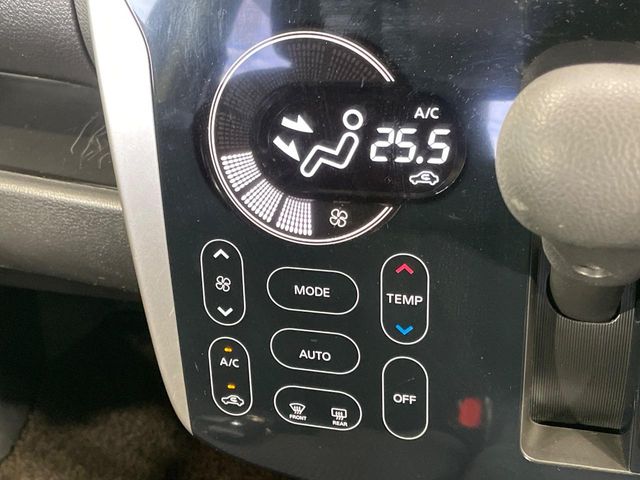 A/C
25.5
MODE
TEMP
AUTO
A/C
OFF
FRONT
REAR